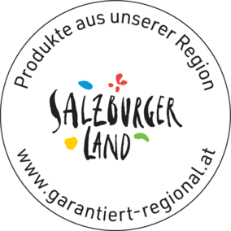 Produkte aus unserer Region
SALZBURGER
LAND
www.garantiert-regional.at